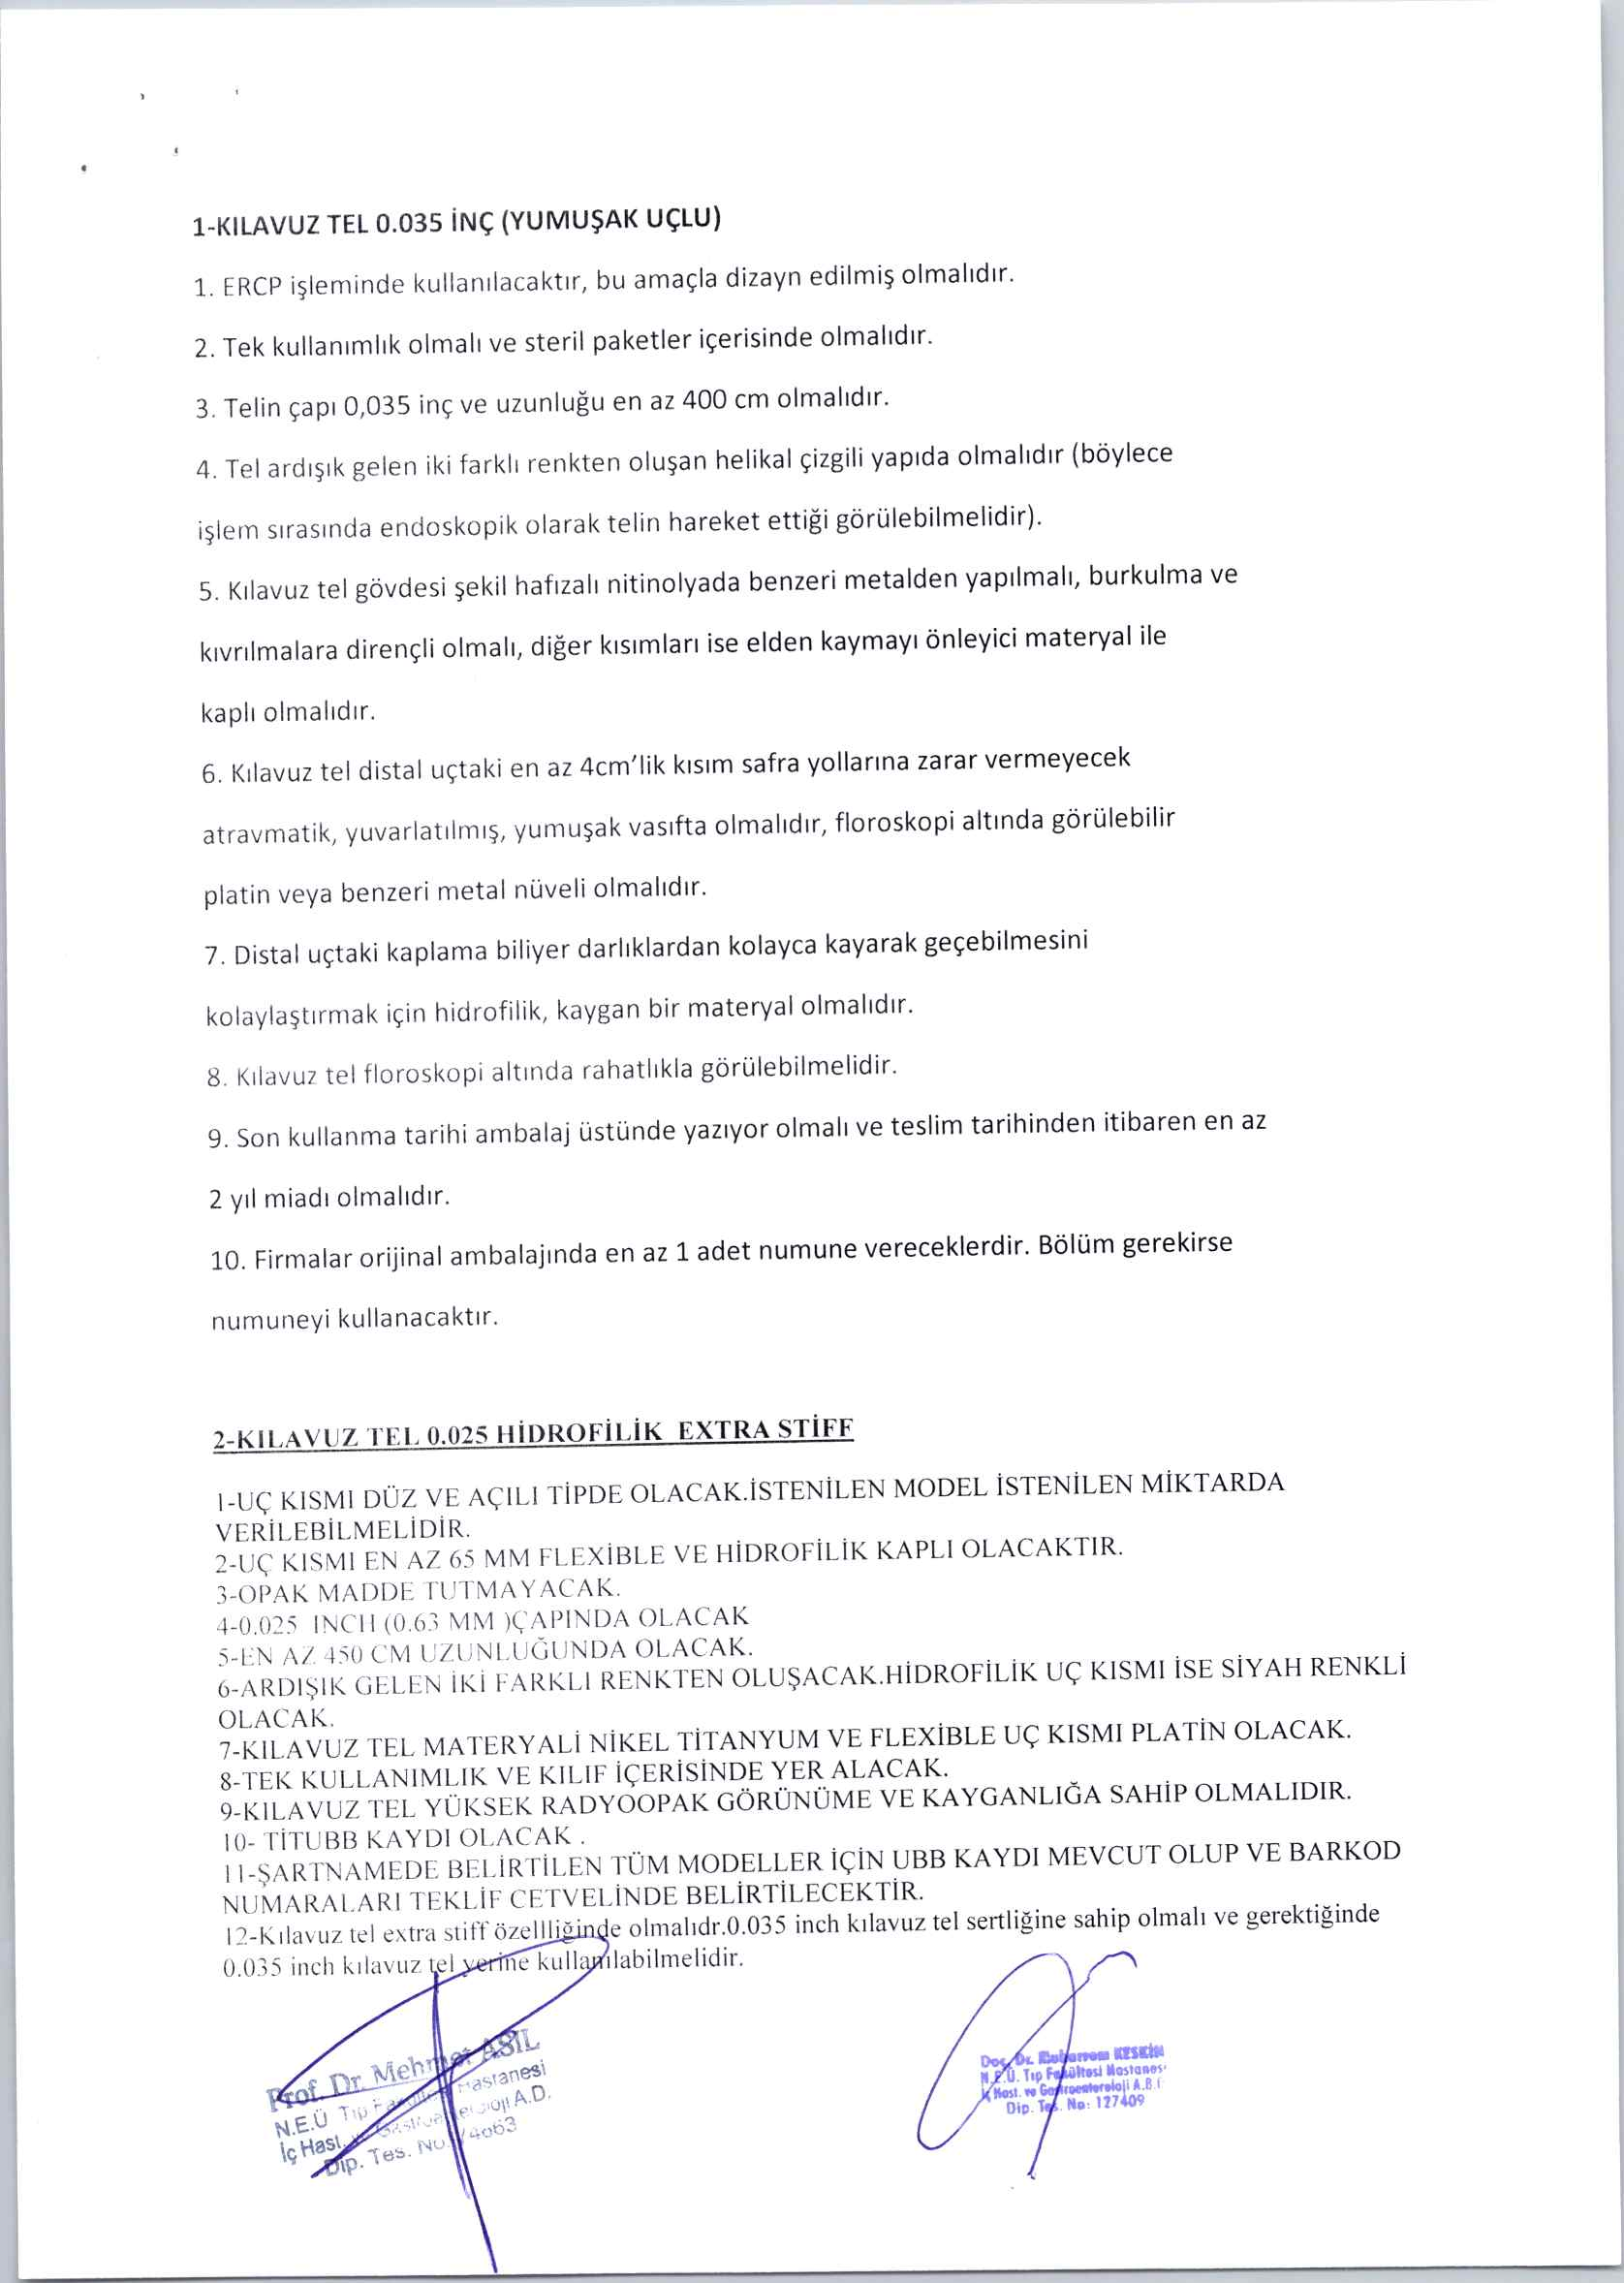 1-KILAVUZ TEL 0.035 İNÇ (YUMUŞAK UÇLU)
1. ERCP işleminde kullanılacaktır, bu amaçla dizayn edilmiş olmalıdır.
2. Tek kullanımlık olmalı ve steril paketler içerisinde olmalıdır.
3. Telin çapı 0,035 inç ve uzunluğu en az 400 cm olmalıdır.
4. Tel ardışık gelen iki farklı renkten oluşan helikal çizgili yapıda olmalıdır (böylece
işlem sırasında endoskopik olarak telin hareket ettiği görülebilmelidir).
5. Kılavuz tel gövdesi şekil hafızalı nitinolyada benzeri metalden yapılmalı, burkulma ve
kıvrılmalara dirençli olmalı, diğer kısımları ise elden kaymayı önleyici materyal ile
kaplı olmalıdır.
6. Kılavuz tel distal uçtaki en az 4cm’lik kısım safra yollarına zarar vermeyecek
atravmatik, yuvarlatılmış, yumuşak vasıfta olmalıdır, floroskopi altında görülebilir
platin veya benzeri metal nüveli olmalıdır.
7. Distal uçtaki kaplama biliyer darlıklardan kolayca kayarak geçebilmesini
kolaylaştırmak için hidrofilik, kaygan bir materyal olmalıdır.
8. Kılavuz tel floroskopi altında rahatlıkla görülebilmelidir.
9. Son kullanma tarihi ambalaj üstünde yazıyor olmalı ve teslim tarihinden itibaren en az
2 yıl miadı olmalıdır.
10. Firmalar orijinal ambalajında en az 1 adet numune vereceklerdir. Bölüm gerekirse
numuneyi kullanacaktır.
2-KILAVUZ TEL 0.025 HİDROFİLİK EXTRA STİFF
1-UÇ KISMI DÜZ VE AÇILI TİPDE OLACAK.İSTENİLEN MODEL İSTENİLEN MİKTARDA
VERİLEBİLMELİDİR.
2-UÇ KISMI EN AZ 65 MM FLEXİBLE VE HİDROFİLİK KAPLI OLACAKTIR.
3-OPAK MADDE TUTMAYACAK.
4-0.025 INCH (0.63 MM )ÇAPINDA OLACAK
5-EN AZ 450 CM UZUNLUĞUNDA OLACAK.
6-ARDIŞIK GELEN İKİ FARKLI RENKTEN OLUŞACAK.HİDROFİLİK UÇ KISMI İSE SİYAH RENKLİ
OLACAK.
7-KILAVUZ TEL MATERYALİ NİKEL TİTANYUM VE FLEXİBLE UÇ KISMI PLATİN OLACAK.
8-TEK KULLANIMLIK VE KILIF İÇERİSİNDE YER ALACAK.
9-KILAVUZ TEL YÜKSEK RADYOOPAK GÖRÜNÜME VE KAYGANLIĞA SAHİP OLMALIDIR.
10- TİTUBB KAYDI OLACAK .
11-ŞARTNAMEDE BELİRTİLEN TÜM MODELLER İÇİN UBB KAYDI MEVCUT OLUP VE BARKOD
NUMARALARI TEKLİF CETVELİNDE BELİRTİLECEKTİR.
12-Kılavuz tel extra stiff özellliğinde olmalıdr.0.035 inch kılavuz tel sertliğine sahip olmalı ve gerektiğinde
0.035 inch kılavuz tel yerine kullanılabilmelidir.
Prof. Dr. Mehmet ASIL
N.E.Ü Tıp Fakültesi Hastanesi
İç Hast. A.D.
Dip. Tes. No:
Doç. Dr. Muharrem KESKİN
N.E.Ü. Tıp Fakültesi Hastanesi
Hast. ve Gastroenteroloji
Dip. Tes. No: 127409